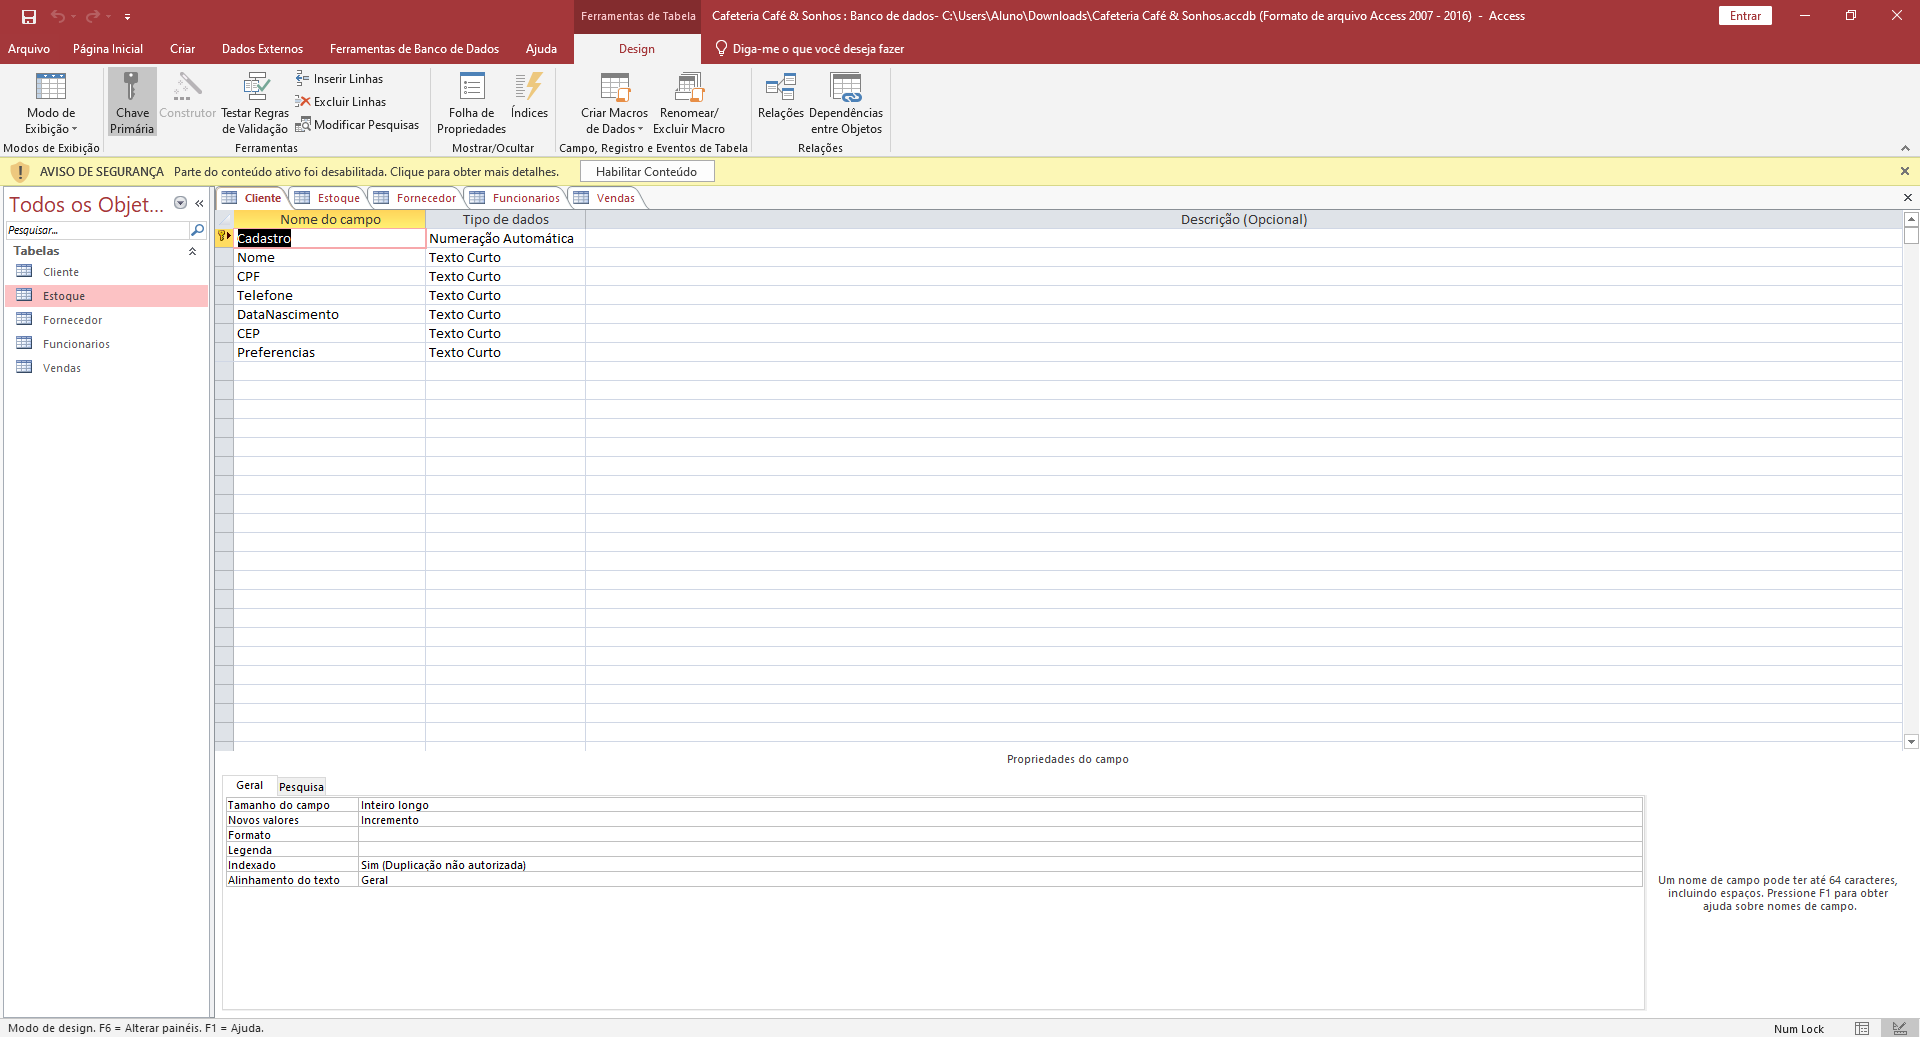 Ferramentas de Tabela
Cafeteria Café & Sonhos : Banco de dados- C:\Users\Aluno\Downloads\Cafeteria Café & Sonhos.accdb (Formato de arquivo Access 2007 - 2016)  -  Access
Entrar
Arquivo
Página Inicial
Criar
Dados Externos
Ferramentas de Banco de Dados
Ajuda
Design
Diga-me o que você deseja fazer
Modo de
Exibição
Chave
Primária
Construtor
Testar Regras
de Validação
Inserir Linhas
Excluir Linhas
Modificar Pesquisas
Folha de
Propriedades
Índices
Criar Macros
de Dados
Renomear/
Excluir Macro
Relações
Dependências
entre Objetos
Modos de Exibição
Ferramentas
Mostrar/Ocultar
Campo, Registro e Eventos de Tabela
Relações
AVISO DE SEGURANÇA
Parte do conteúdo ativo foi desabilitada. Clique para obter mais detalhes.
Habilitar Conteúdo
Todos os Objet...
Pesquisar...
Tabelas
Cliente
Estoque
Fornecedor
Funcionarios
Vendas
Cliente
Estoque
Fornecedor
Funcionarios
Vendas
Nome do campo
Tipo de dados
Descrição (Opcional)
Cadastro
Numeração Automática
Nome
Texto Curto
CPF
Texto Curto
Telefone
Texto Curto
DataNascimento
Texto Curto
CEP
Texto Curto
Preferencias
Texto Curto
Propriedades do campo
Geral
Pesquisa
Tamanho do campo
Inteiro longo
Novos valores
Incremento
Formato
Legenda
Indexado
Sim (Duplicação não autorizada)
Alinhamento do texto
Geral
Um nome de campo pode ter até 64 caracteres,
incluindo espaços. Pressione F1 para obter
ajuda sobre nomes de campo.
Modo de design. F6 = Alterar painéis. F1 = Ajuda.
Num Lock